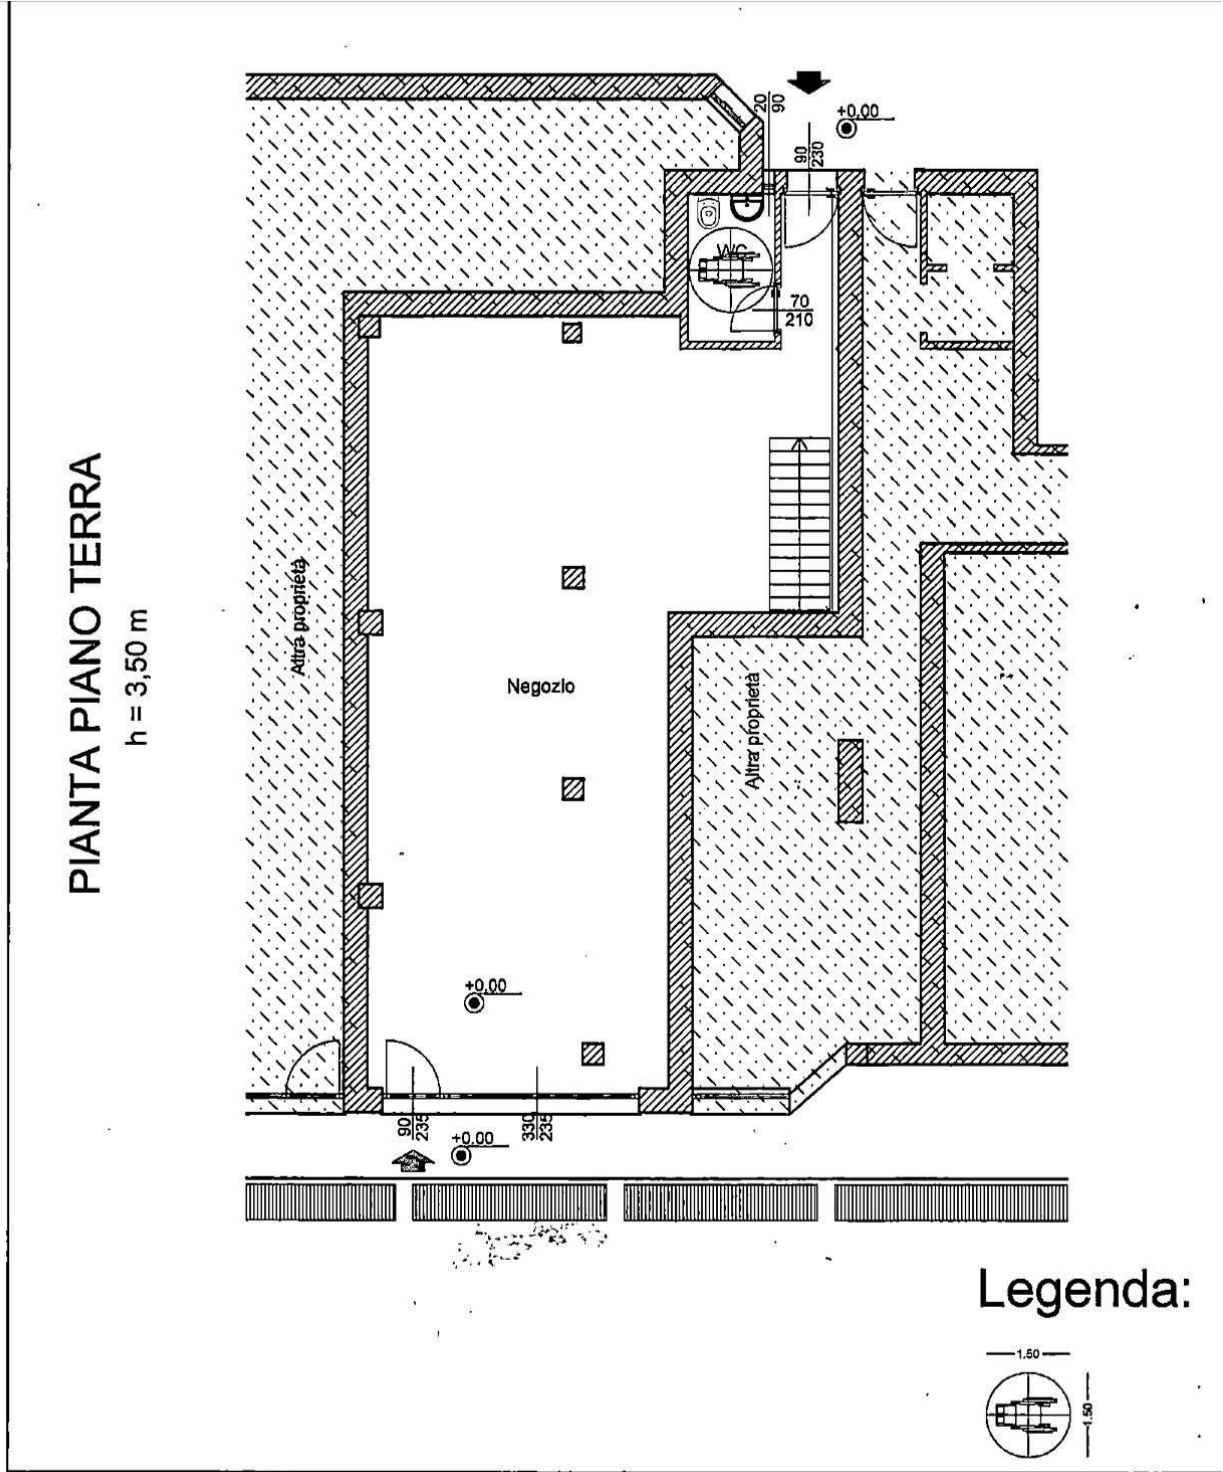 PIANTA PIANO TERRA
h = 3,50 m
20
90
+0,00
90
230
WC
70
210
Altra proprietà
Negozio
Altra proprietà
+0,00
90
235
330
235
+0,00
Legenda:
1.50
1.50